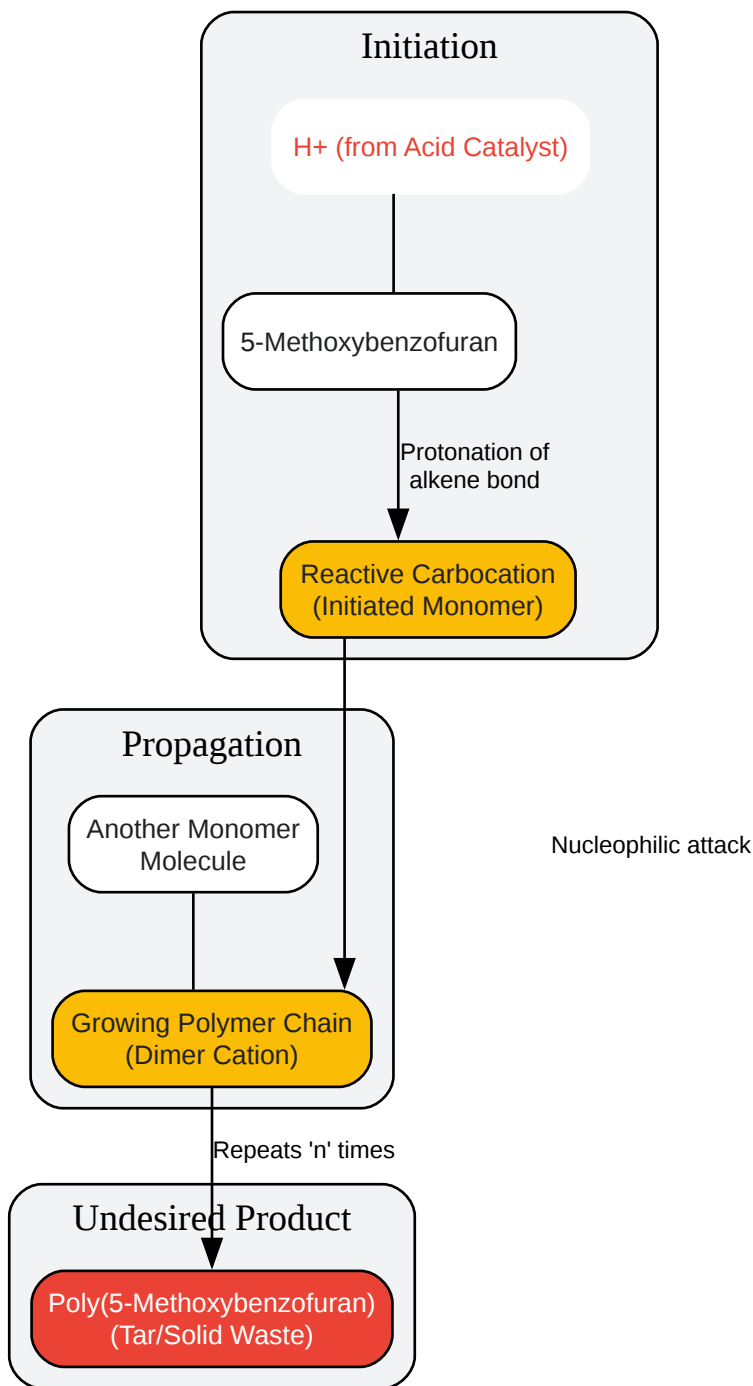 Initiation
H+ (from Acid Catalyst)
5-Methoxybenzofuran
Protonation of
alkene bond
Reactive Carbocation
(Initiated Monomer)
Propagation
Another Monomer
Molecule
Nucleophilic attack
Growing Polymer Chain
(Dimer Cation)
Repeats 'n' times
Undesired Product
Poly(5-Methoxybenzofuran)
(Tar/Solid Waste)